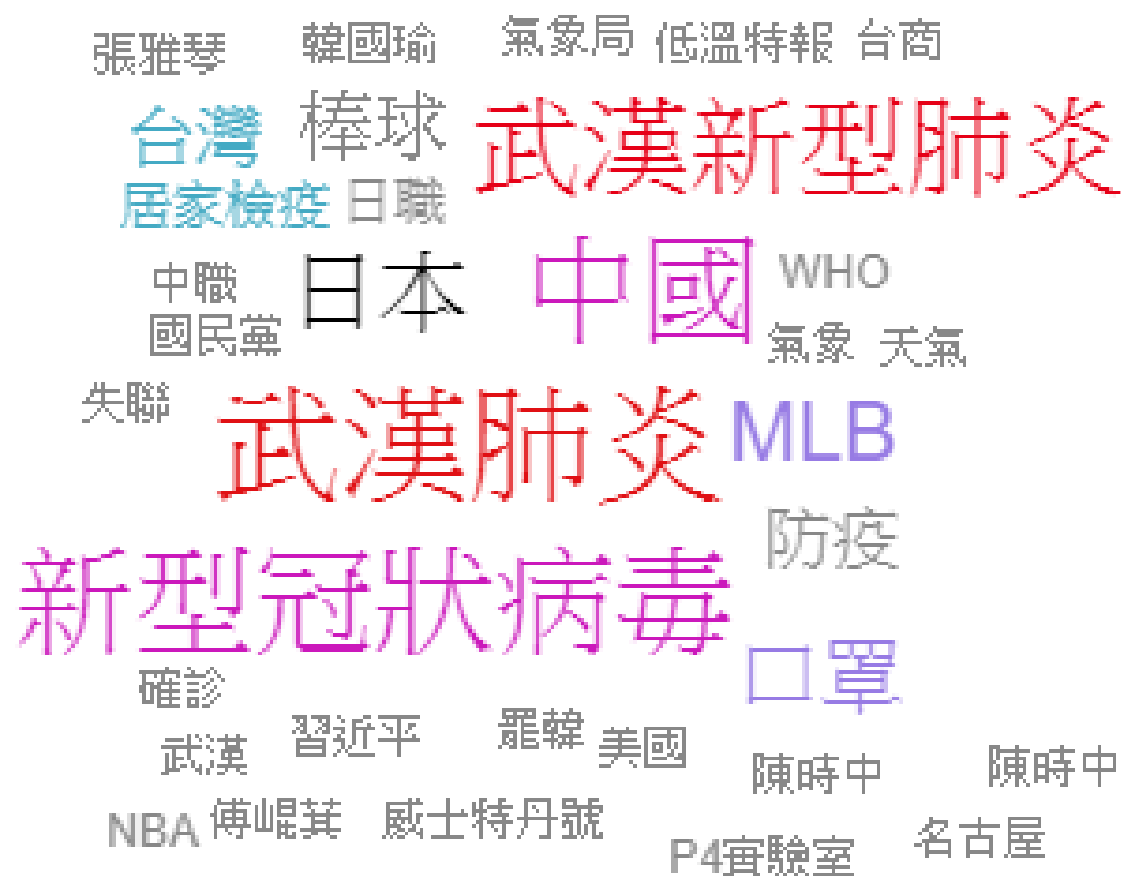 張雅琴 韓國瑜 氣象局 低溫特報 台商
台灣 棒球 武漢新型肺炎
居家檢疫 日職
中職 日本 中國 WHO
國民黨 氣象 天氣
失聯 武漢肺炎 MLB
防疫
新型冠狀病毒
確診 口罩
武漢 習近平 罷韓 美國 陳時中 陳時中
NBA 傅崐萁 威士特丹號
P4實驗室 名古屋